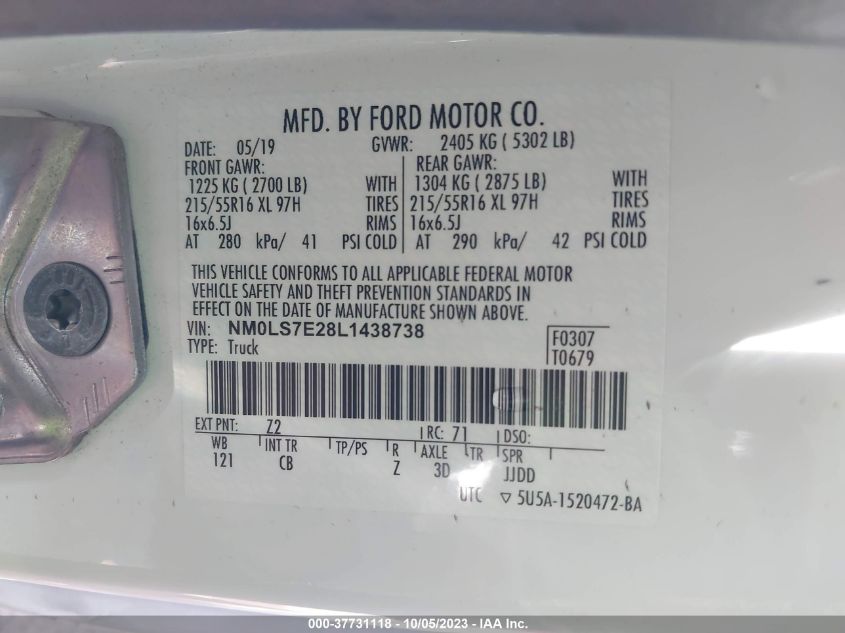 MFD. BY FORD MOTOR CO.
DATE: 05/19 GVWR: 2405 KG ( 5302 LB)
FRONT GAWR: REAR GAWR:
1225 KG ( 2700 LB) WITH 1304 KG ( 2875 LB) WITH
215/55R16 XL 97H TIRES 215/55R16 XL 97H TIRES
16x6.5J RIMS 16x6.5J RIMS
AT 280 kPa/ 41 PSI COLD AT 290 kPa/ 42 PSI COLD
THIS VEHICLE CONFORMS TO ALL APPLICABLE FEDERAL MOTOR
VEHICLE SAFETY AND THEFT PREVENTION STANDARDS IN
EFFECT ON THE DATE OF MANUFACTURE SHOWN ABOVE.
VIN: NM0LS7E28L1438738
TYPE: Truck
F0307
T0679
EXT PNT: Z2 RC: 71 DSO:
WB INT TR TP/PS R AXLE TR SPR
121 CB Z 3D JJDD
UTC ▽ 5U5A-1520472-BA
000-37731118 - 10/05/2023 - IAA Inc.